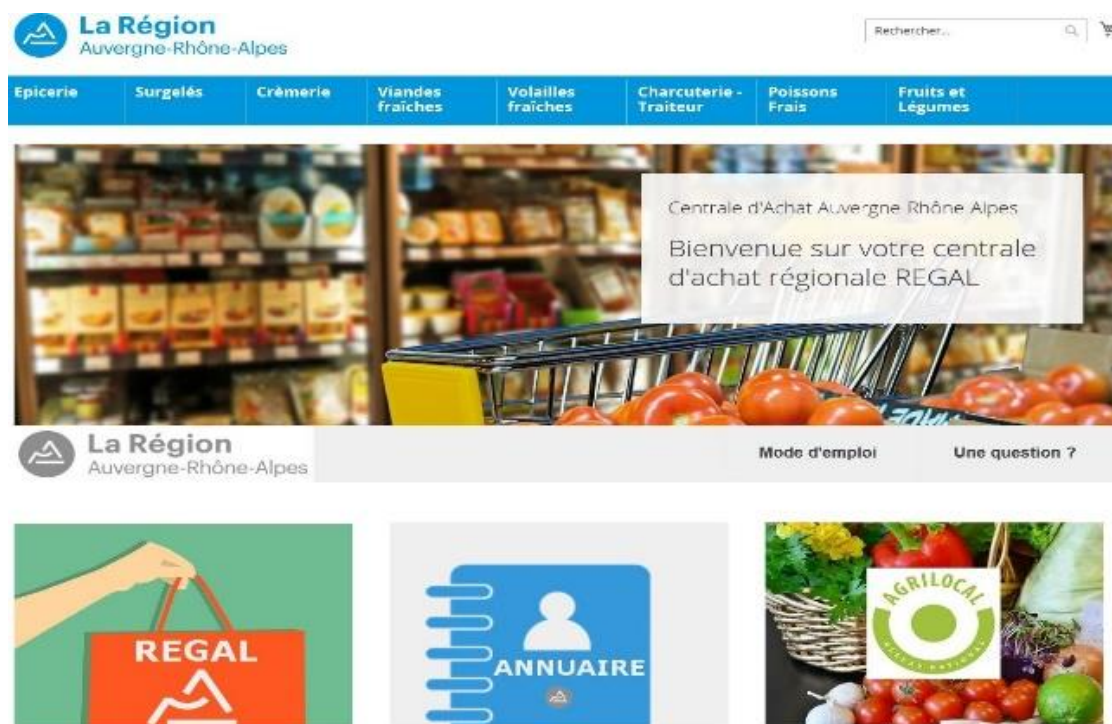 La Région
Auvergne-Rhône-Alpes
Rechercher...
Epicerie
Surgelés
Crèmerie
Viandes
fraîches
Volailles
fraîches
Charcuterie -
Traiteur
Poissons
Frais
Fruits et
Légumes
Centrale d'Achat Auvergne Rhône Alpes
Bienvenue sur votre centrale
d'achat régionale REGAL
La Région
Auvergne-Rhône-Alpes
Mode d'emploi
Une question ?
REGAL
ANNUAIRE
AGRILOCAL